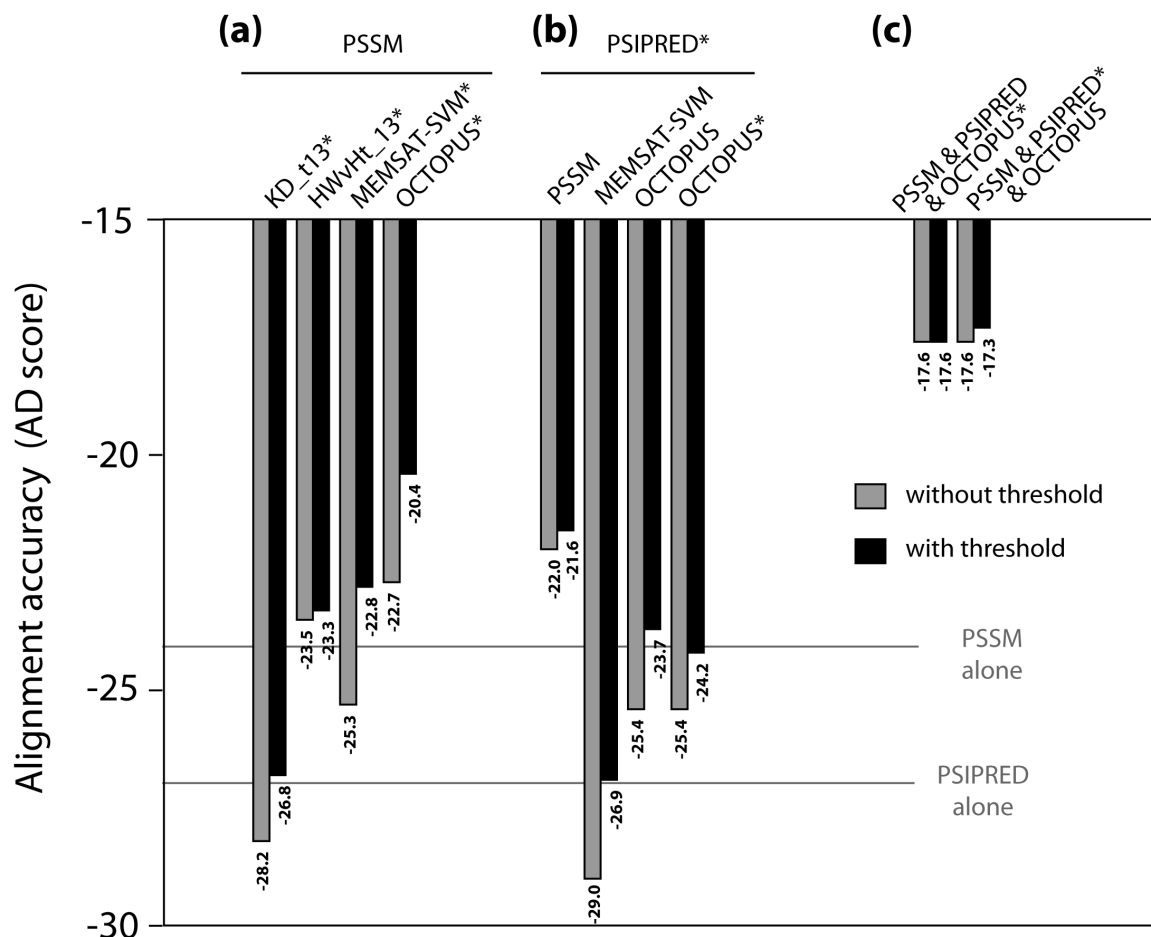 (a)
PSSM
(b)
PSIPRED*
(c)
KD_t13*
HWvHt_13*
MEMSAT-SVM*
OCTOPUS*
PSSM
MEMSAT-SVM
OCTOPUS
OCTOPUS*
PSSM & PSIPRED
& OCTOPUS*
PSSM & PSIPRED*
& OCTOPUS
Alignment accuracy (AD score)
-15
-20
-25
-30
-28.2
-26.8
-23.5
-23.3
-25.3
-22.8
-22.7
-20.4
-22.0
-21.6
-29.0
-26.9
-25.4
-23.7
-25.4
-24.2
-17.6
-17.6
-17.6
-17.3
without threshold
with threshold
PSSM
alone
PSIPRED
alone